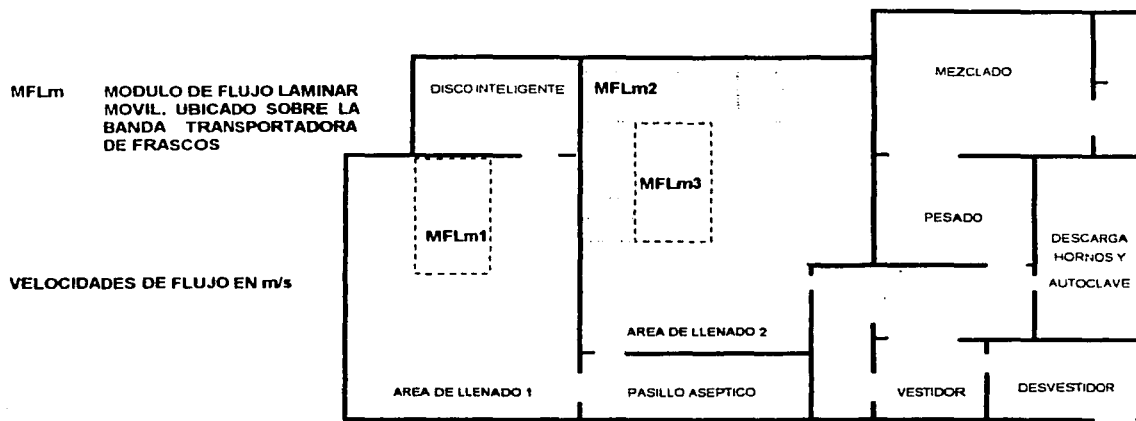 MFLm MODULO DE FLUJO LAMINAR
MOVIL. UBICADO SOBRE LA
BANDA TRANSPORTADORA
DE FRASCOS
VELOCIDADES DE FLUJO EN m/s
DISCO INTELIGENTE
MFLm2
MEZCLADO
MFLm3
MFLm1
PESADO
DESCARGA
HORNOS Y
AUTOCLAVE
AREA DE LLENADO 2
AREA DE LLENADO 1
PASILLO ASEPTICO
VESTIDOR
DESVESTIDOR